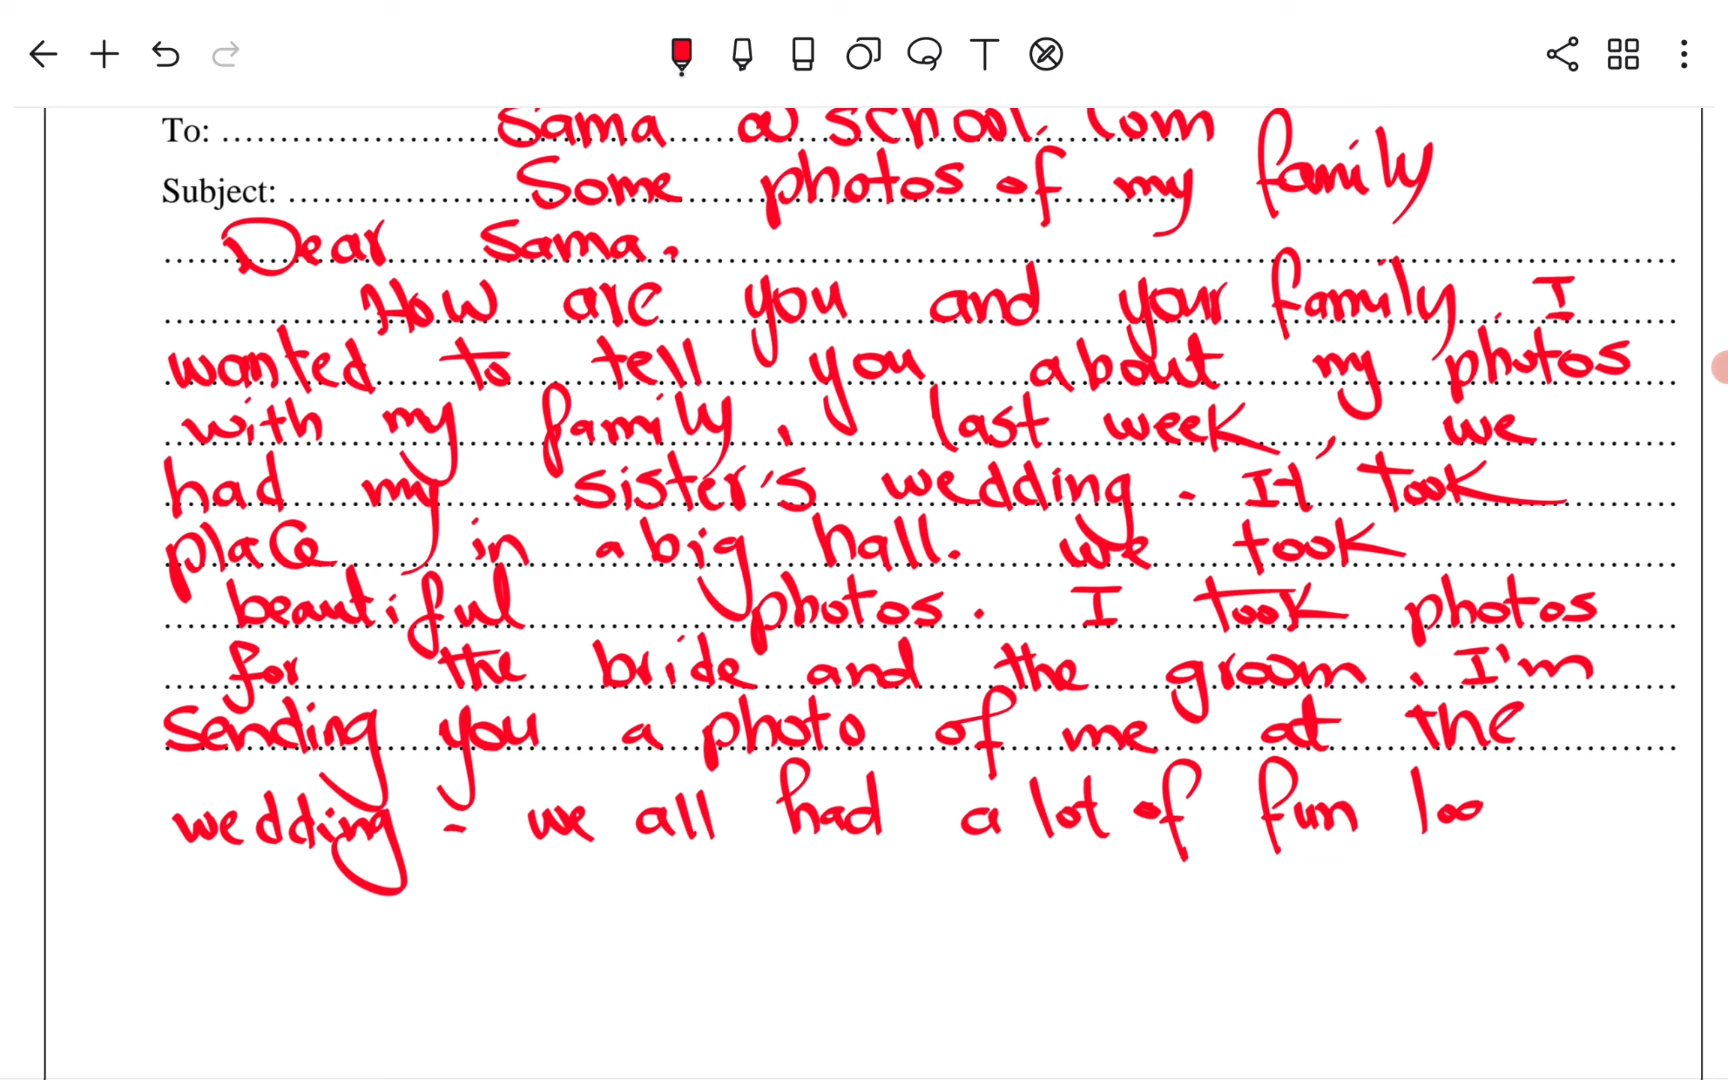 To: ........ Sama @ school. Com
Subject: ........ Some photos of my family
Dear Sama.
How are you and your family. I
wanted to tell you about my photos
with my family. last week, we
had my sister's wedding. It took
place in a big hall. we took
beautiful photos. I took photos
for the bride and the groom. I'm
sending you a photo of me at the
wedding - we all had a lot of fun loo